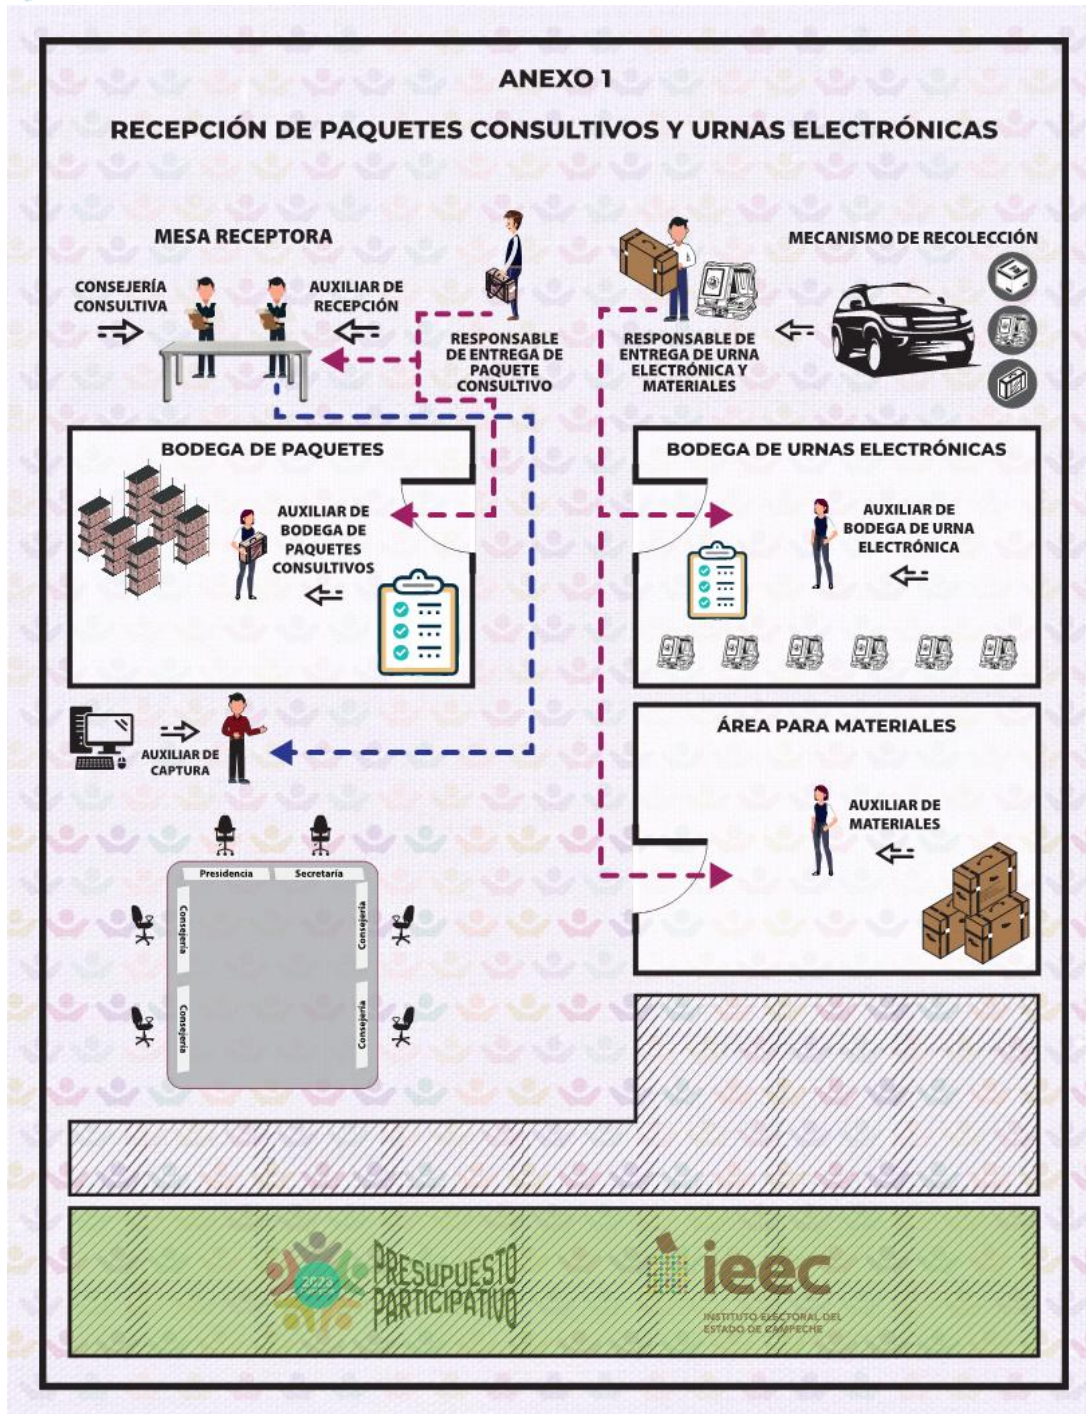 ANEXO 1
RECEPCIÓN DE PAQUETES CONSULTIVOS Y URNAS ELECTRÓNICAS
MESA RECEPTORA
CONSEJERÍA
CONSULTIVA
AUXILIAR DE
RECEPCIÓN
RESPONSABLE
DE ENTREGA DE
PAQUETE
CONSULTIVO
RESPONSABLE DE
ENTREGA DE URNA
ELECTRÓNICA Y
MATERIALES
MECANISMO DE RECOLECCIÓN
BODEGA DE PAQUETES
AUXILIAR DE
BODEGA DE
PAQUETES
CONSULTIVOS
BODEGA DE URNAS ELECTRÓNICAS
AUXILIAR DE
BODEGA DE URNA
ELECTRÓNICA
AUXILIAR DE
CAPTURA
ÁREA PARA MATERIALES
AUXILIAR DE
MATERIALES
Presidencia
Secretaría
Consejería
Consejería
Consejería
Consejería
2025
PRESUPUESTO
PARTICIPATIVO
ieec
INSTITUTO ELECTORAL DEL
ESTADO DE CAMPECHE